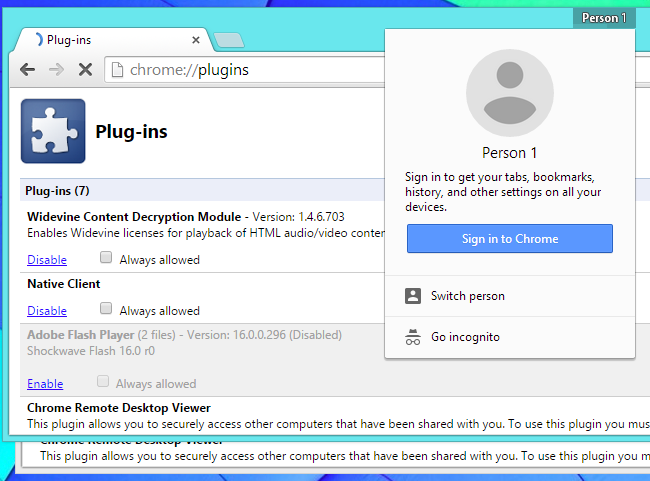 Person 1
Plug-ins
chrome://plugins
Plug-ins
Plug-ins (7)
Widevine Content Decryption Module - Version: 1.4.6.703
Enables Widevine licenses for playback of HTML audio/video
Disable Always allowed
Native Client
Disable Always allowed
Adobe Flash Player (2 files) - Version: 16.0.0.296 (Disabled)
Shockwave Flash 16.0 r0
Enable Always allowed
Chrome Remote Desktop Viewer
This plugin allows you to securely access other computers that have been shared with you. To use this plugin you mus
Chrome Remote Desktop Viewer
This plugin allows you to securely access other computers that have been shared with you. To use this plugin you m
Person 1
Sign in to get your tabs, bookmarks,
history, and other settings on all your
devices.
Sign in to Chrome
Switch person
Go incognito